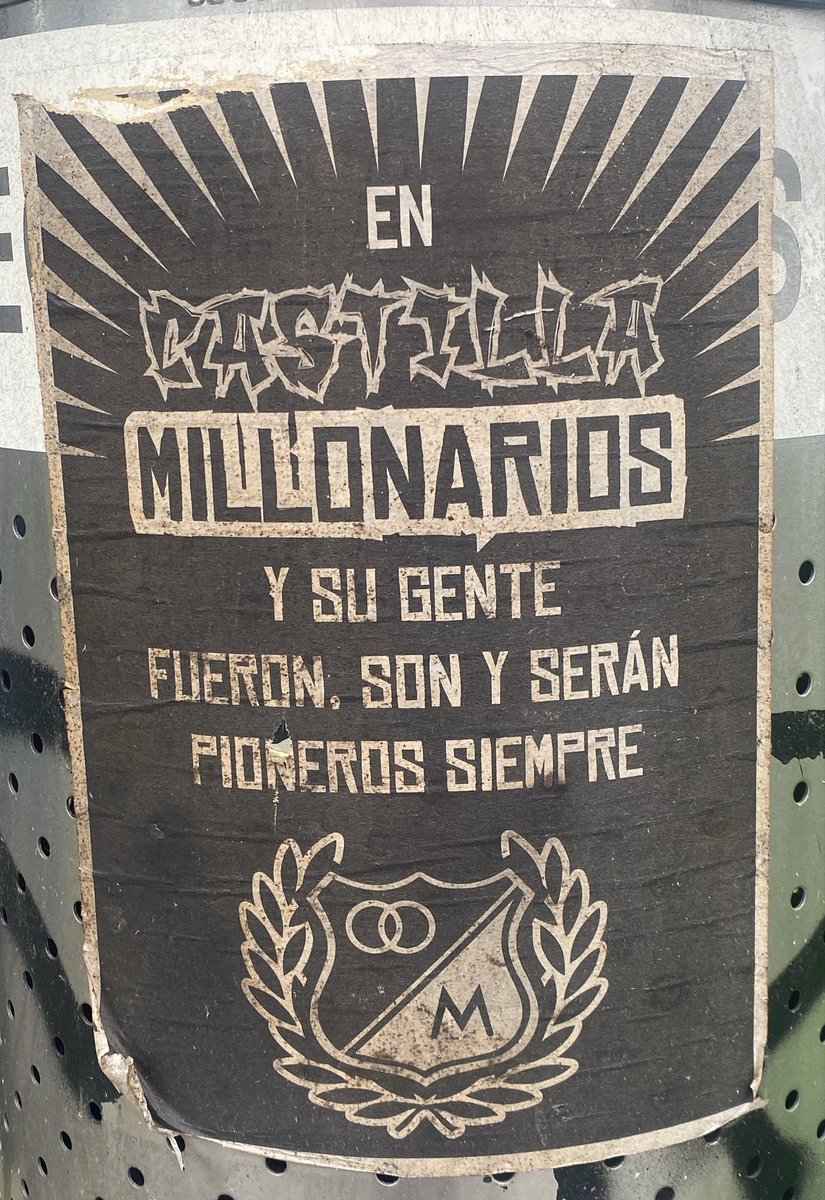 EN
CASTILLA
MILLONARIOS
Y SU GENTE
FUERON, SON Y SERÁN
PIONEROS SIEMPRE
M